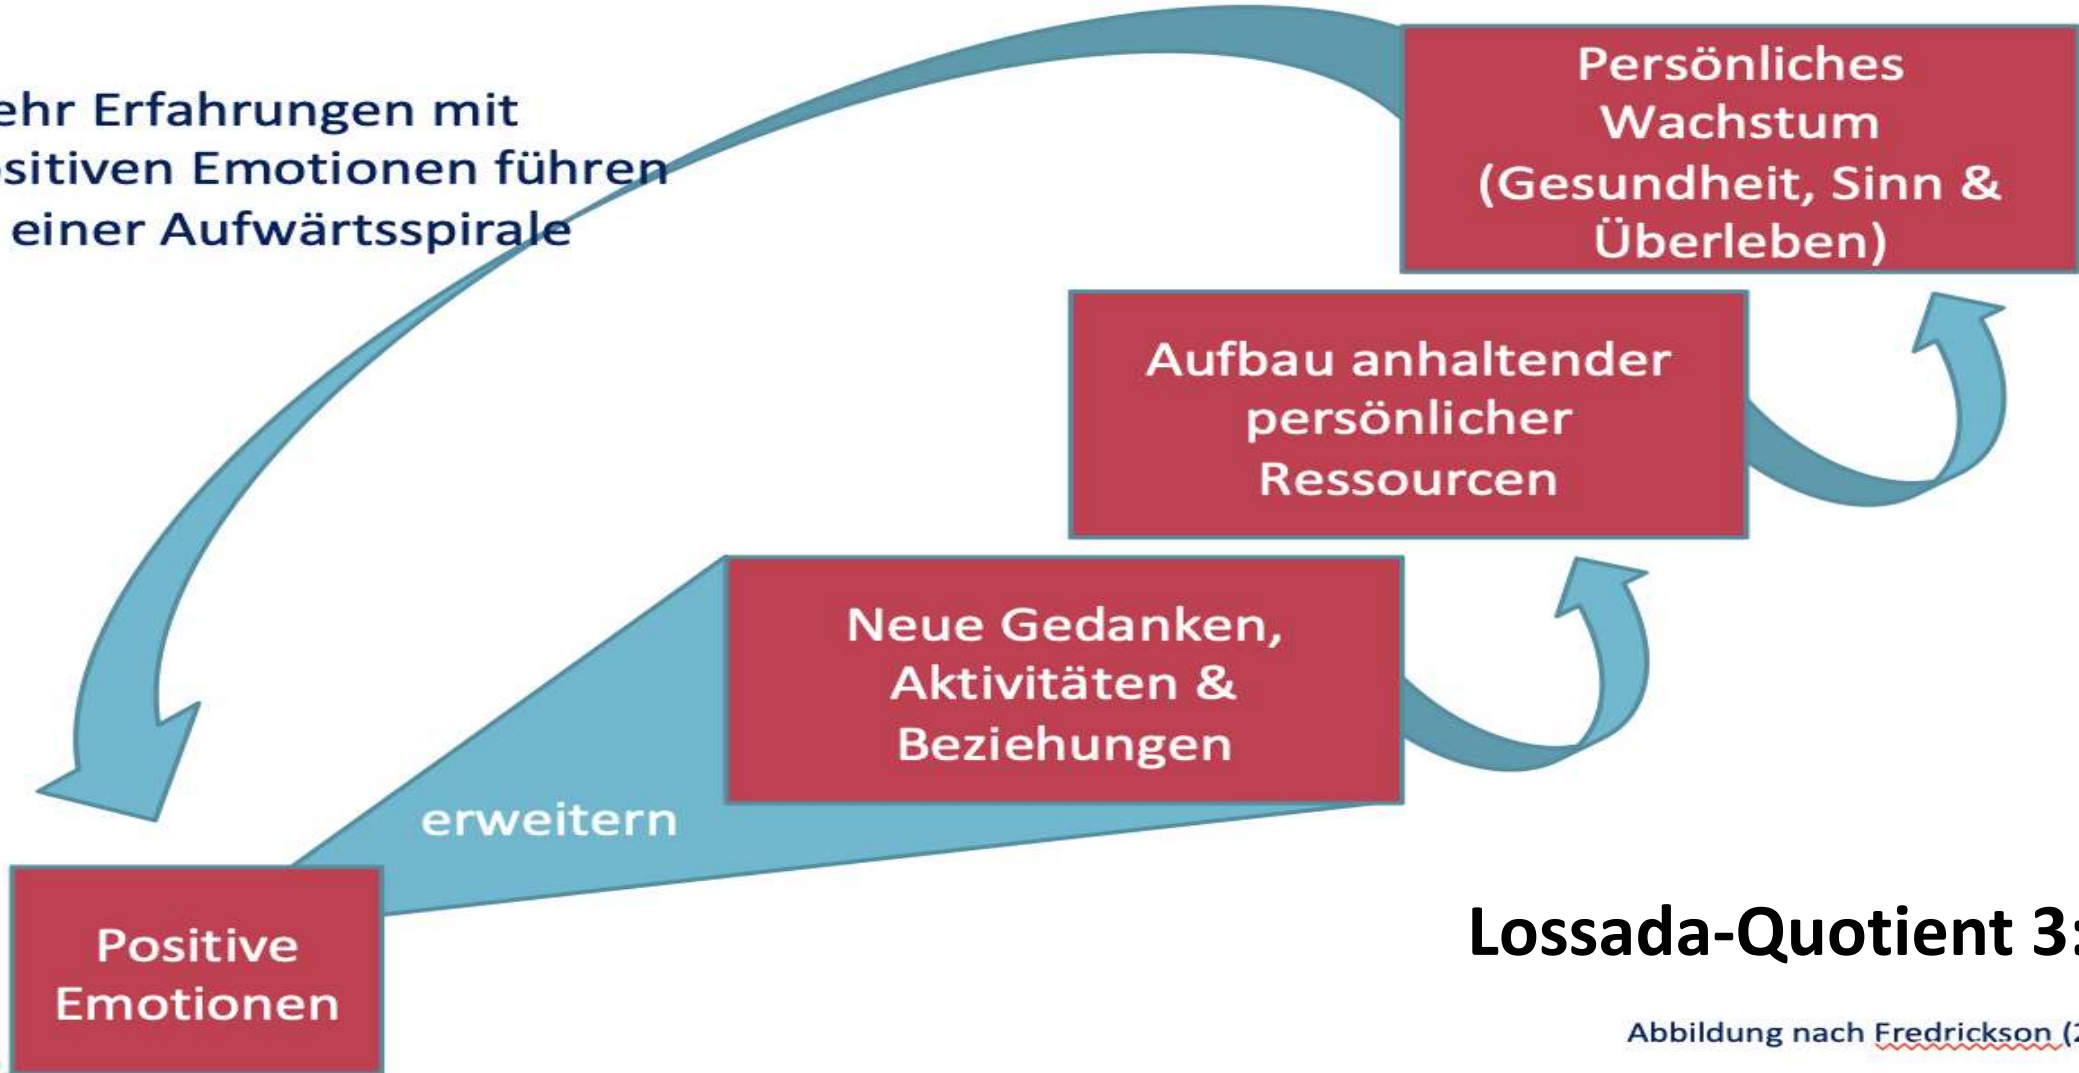 ehr Erfahrungen mit
sitiven Emotionen führen
einer Aufwärtsspirale
Persönliches
Wachstum
(Gesundheit, Sinn &
Überleben)
Aufbau anhaltender
persönlicher
Ressourcen
Neue Gedanken,
Aktivitäten &
Beziehungen
erweitern
Positive
Emotionen
Lossada-Quotient 3:
Abbildung nach Fredrickson (2